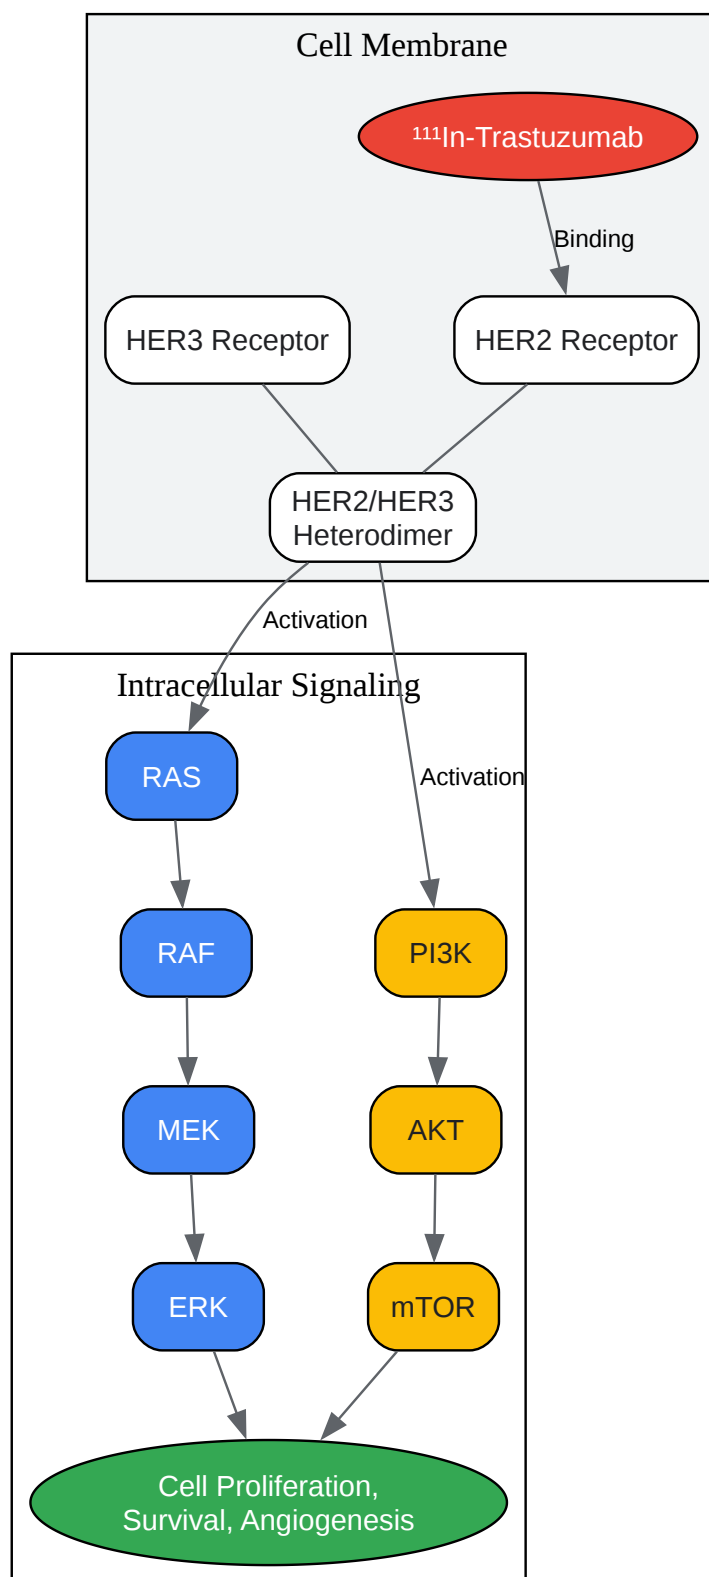 Cell Membrane
¹¹¹In-Trastuzumab
Binding
HER3 Receptor
HER2 Receptor
HER2/HER3
Heterodimer
Activation
Intracellular Signaling
RAS
Activation
RAF
PI3K
MEK
AKT
ERK
mTOR
Cell Proliferation,
Survival, Angiogenesis